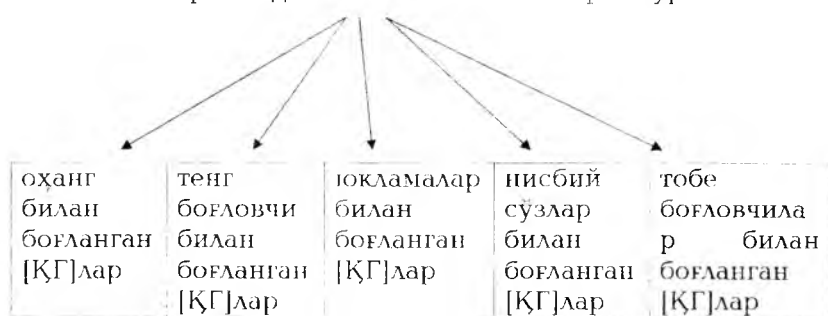 оҳанг
билан
боғланган
[ҚГ]лар
тенг
боғловчи
билан
боғланган
[ҚГ]лар
юкламалар
билан
боғланган
[ҚГ]лар
нисбий
сўзлар
билан
боғланган
[ҚГ]лар
тобе
боғловчила
р билан
боғланган
[ҚГ]лар